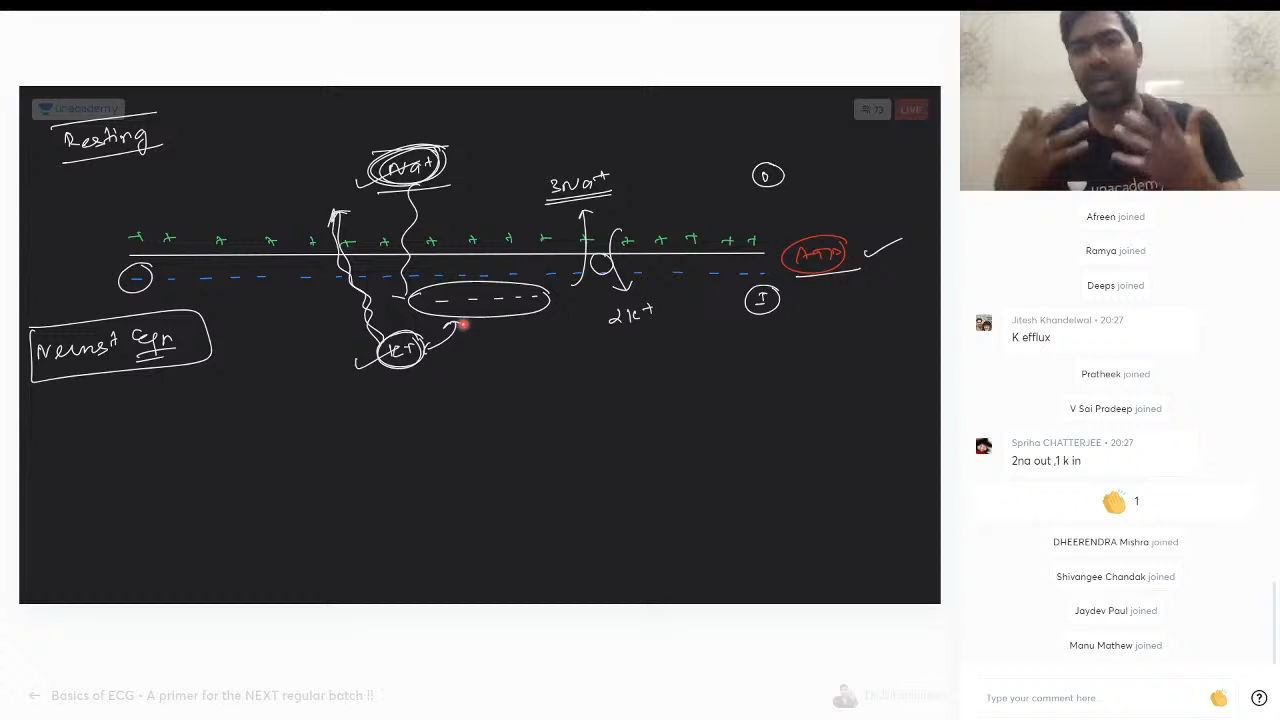 unacademy
73
LIVE
Resting
Na+
3Na+
O
+ + + + + + + + + + + + + + + + +
ATP
I
K+
2K+
Nernst Eqn
unacademy
Afreen joined
Ramya joined
Deeps joined
Jitesh Khandelwal • 20:27
K efflux
Pratheek joined
V Sai Pradeep joined
Spriha CHATTERJEE • 20:27
2na out ,1 k in
1
DHEERENDRA Mishra joined
Shivangee Chandak joined
Jaydev Paul joined
Manu Mathew joined
Type your comment here..
← Basics of ECG - A primer for the NEXT regular batch !!